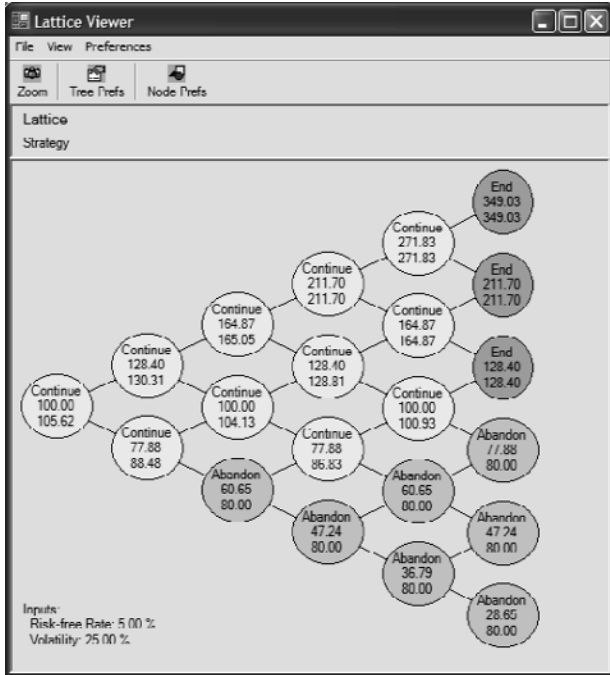 Lattice Viewer
File View Preferences
Zoom
Tree Prefs
Node Prefs
Lattice
Strategy
End
349.03
349.03
Continue
271.83
271.83
Continue
211.70
211.70
End
211.70
211.70
Continue
164.87
165.05
Continue
164.87
164.87
Continue
128.40
130.31
Continue
128.40
128.81
End
128.40
128.40
Continue
100.00
105.62
Continue
100.00
104.13
Continue
100.00
100.93
Continue
77.88
88.48
Continue
77.88
86.83
Abandon
77.88
80.00
Abandon
60.65
80.00
Abandon
60.65
80.00
Abandon
47.24
80.00
Abandon
47.24
80.00
Abandon
36.79
80.00
Abandon
28.65
80.00
Inputs:
Risk-free Rate: 5.00 %
Volatility: 25.00 %